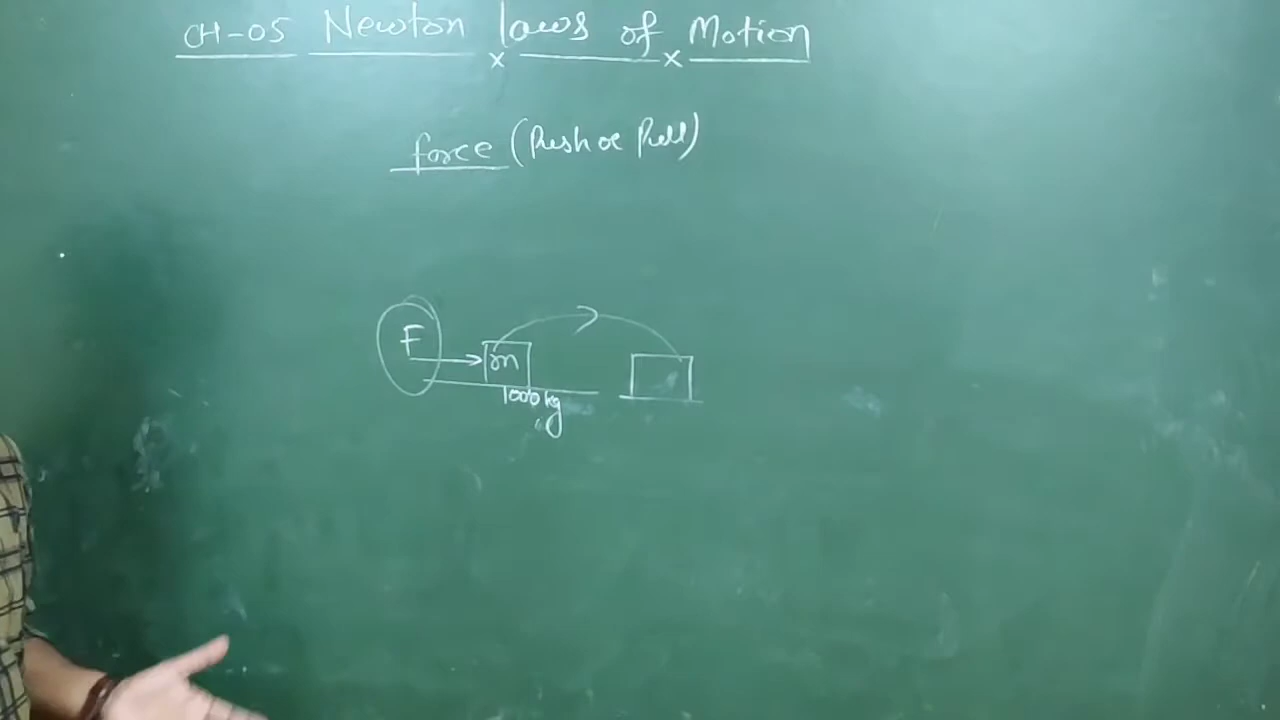 CH-05 Newton laws of Motion
force (Push or Pull)
F
m
1000 kg